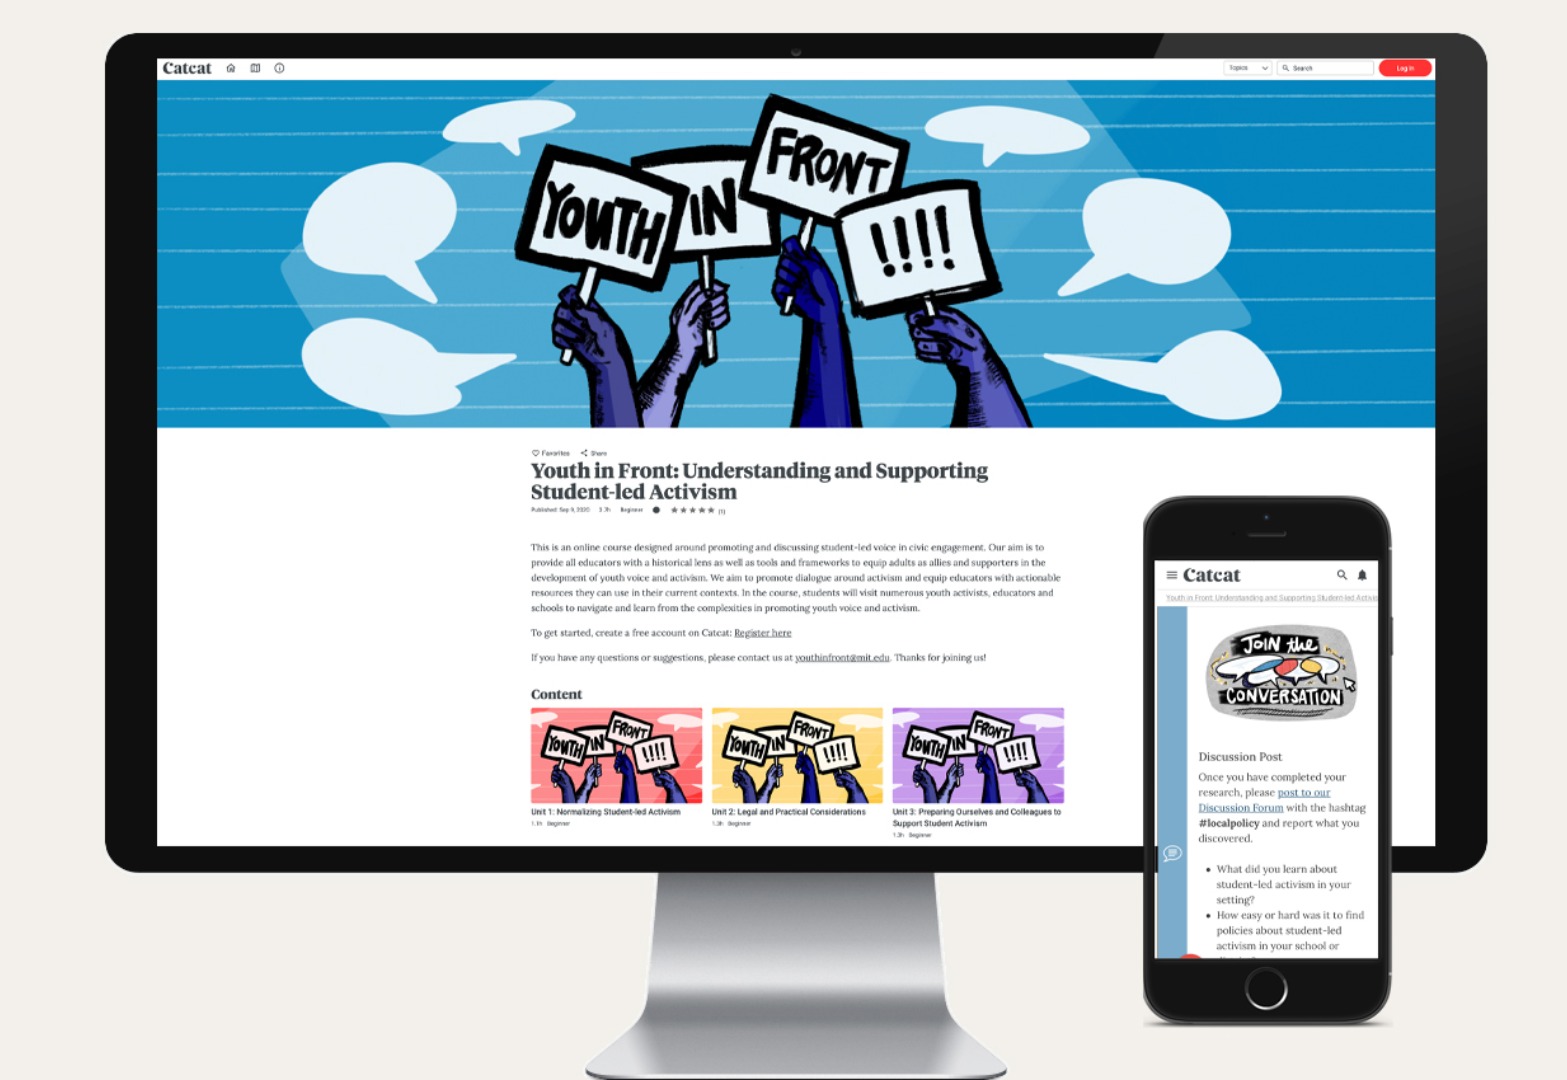 Catcat
Topics
Search
Log in
YOUTH
IN
FRONT
!!!!
Favorites
Share
Youth in Front: Understanding and Supporting
Student-led Activism
Published: Sep 9, 2020
3.7h
Beginner
(1)
This is an online course designed around promoting and discussing student-led voice in civic engagement. Our aim is to
provide all educators with a historical lens as well as tools and frameworks to equip adults as allies and supporters in the
development of youth voice and activism. We aim to promote dialogue around activism and equip educators with actionable
resources they can use in their current contexts. In the course, students will visit numerous youth activists, educators and
schools to navigate and learn from the complexities in promoting youth voice and activism.
To get started, create a free account on Catcat: Register here
If you have any questions or suggestions, please contact us at youthinfront@mit.edu. Thanks for joining us!
Content
YOUTH
IN
FRONT
!!!!
YOUTH
IN
FRONT
!!!!
YOUTH
IN
FRONT
!!!!
Unit 1: Normalizing Student-led Activism
1.1h Beginner
Unit 2: Legal and Practical Considerations
1.3h Beginner
Unit 3: Preparing Ourselves and Colleagues to
Support Student Activism
1.2h Beginner
Catcat
Youth in Front: Understanding and Supporting Student-led Activis
JOIN the
CONVERSATION
Discussion Post
Once you have completed your
research, please post to our
Discussion Forum with the hashtag
#localpolicy and report what you
discovered.
What did you learn about
student-led activism in your
setting?
How easy or hard was it to find
policies about student-led
activism in your school or